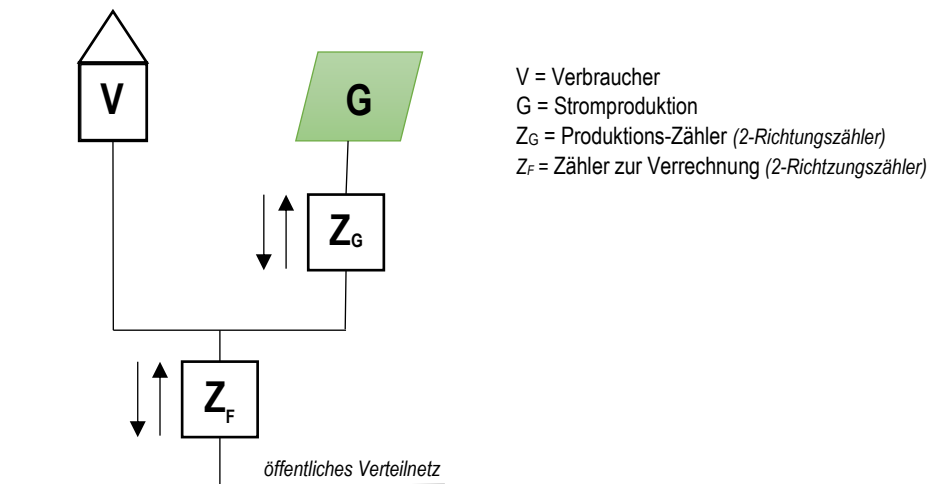 V
G
V = Verbraucher
G = Stromproduktion
ZG = Produktions-Zähler (2-Richtungszähler)
ZF = Zähler zur Verrechnung (2-Richtzungszähler)
ZG
ZF
öffentliches Verteilnetz